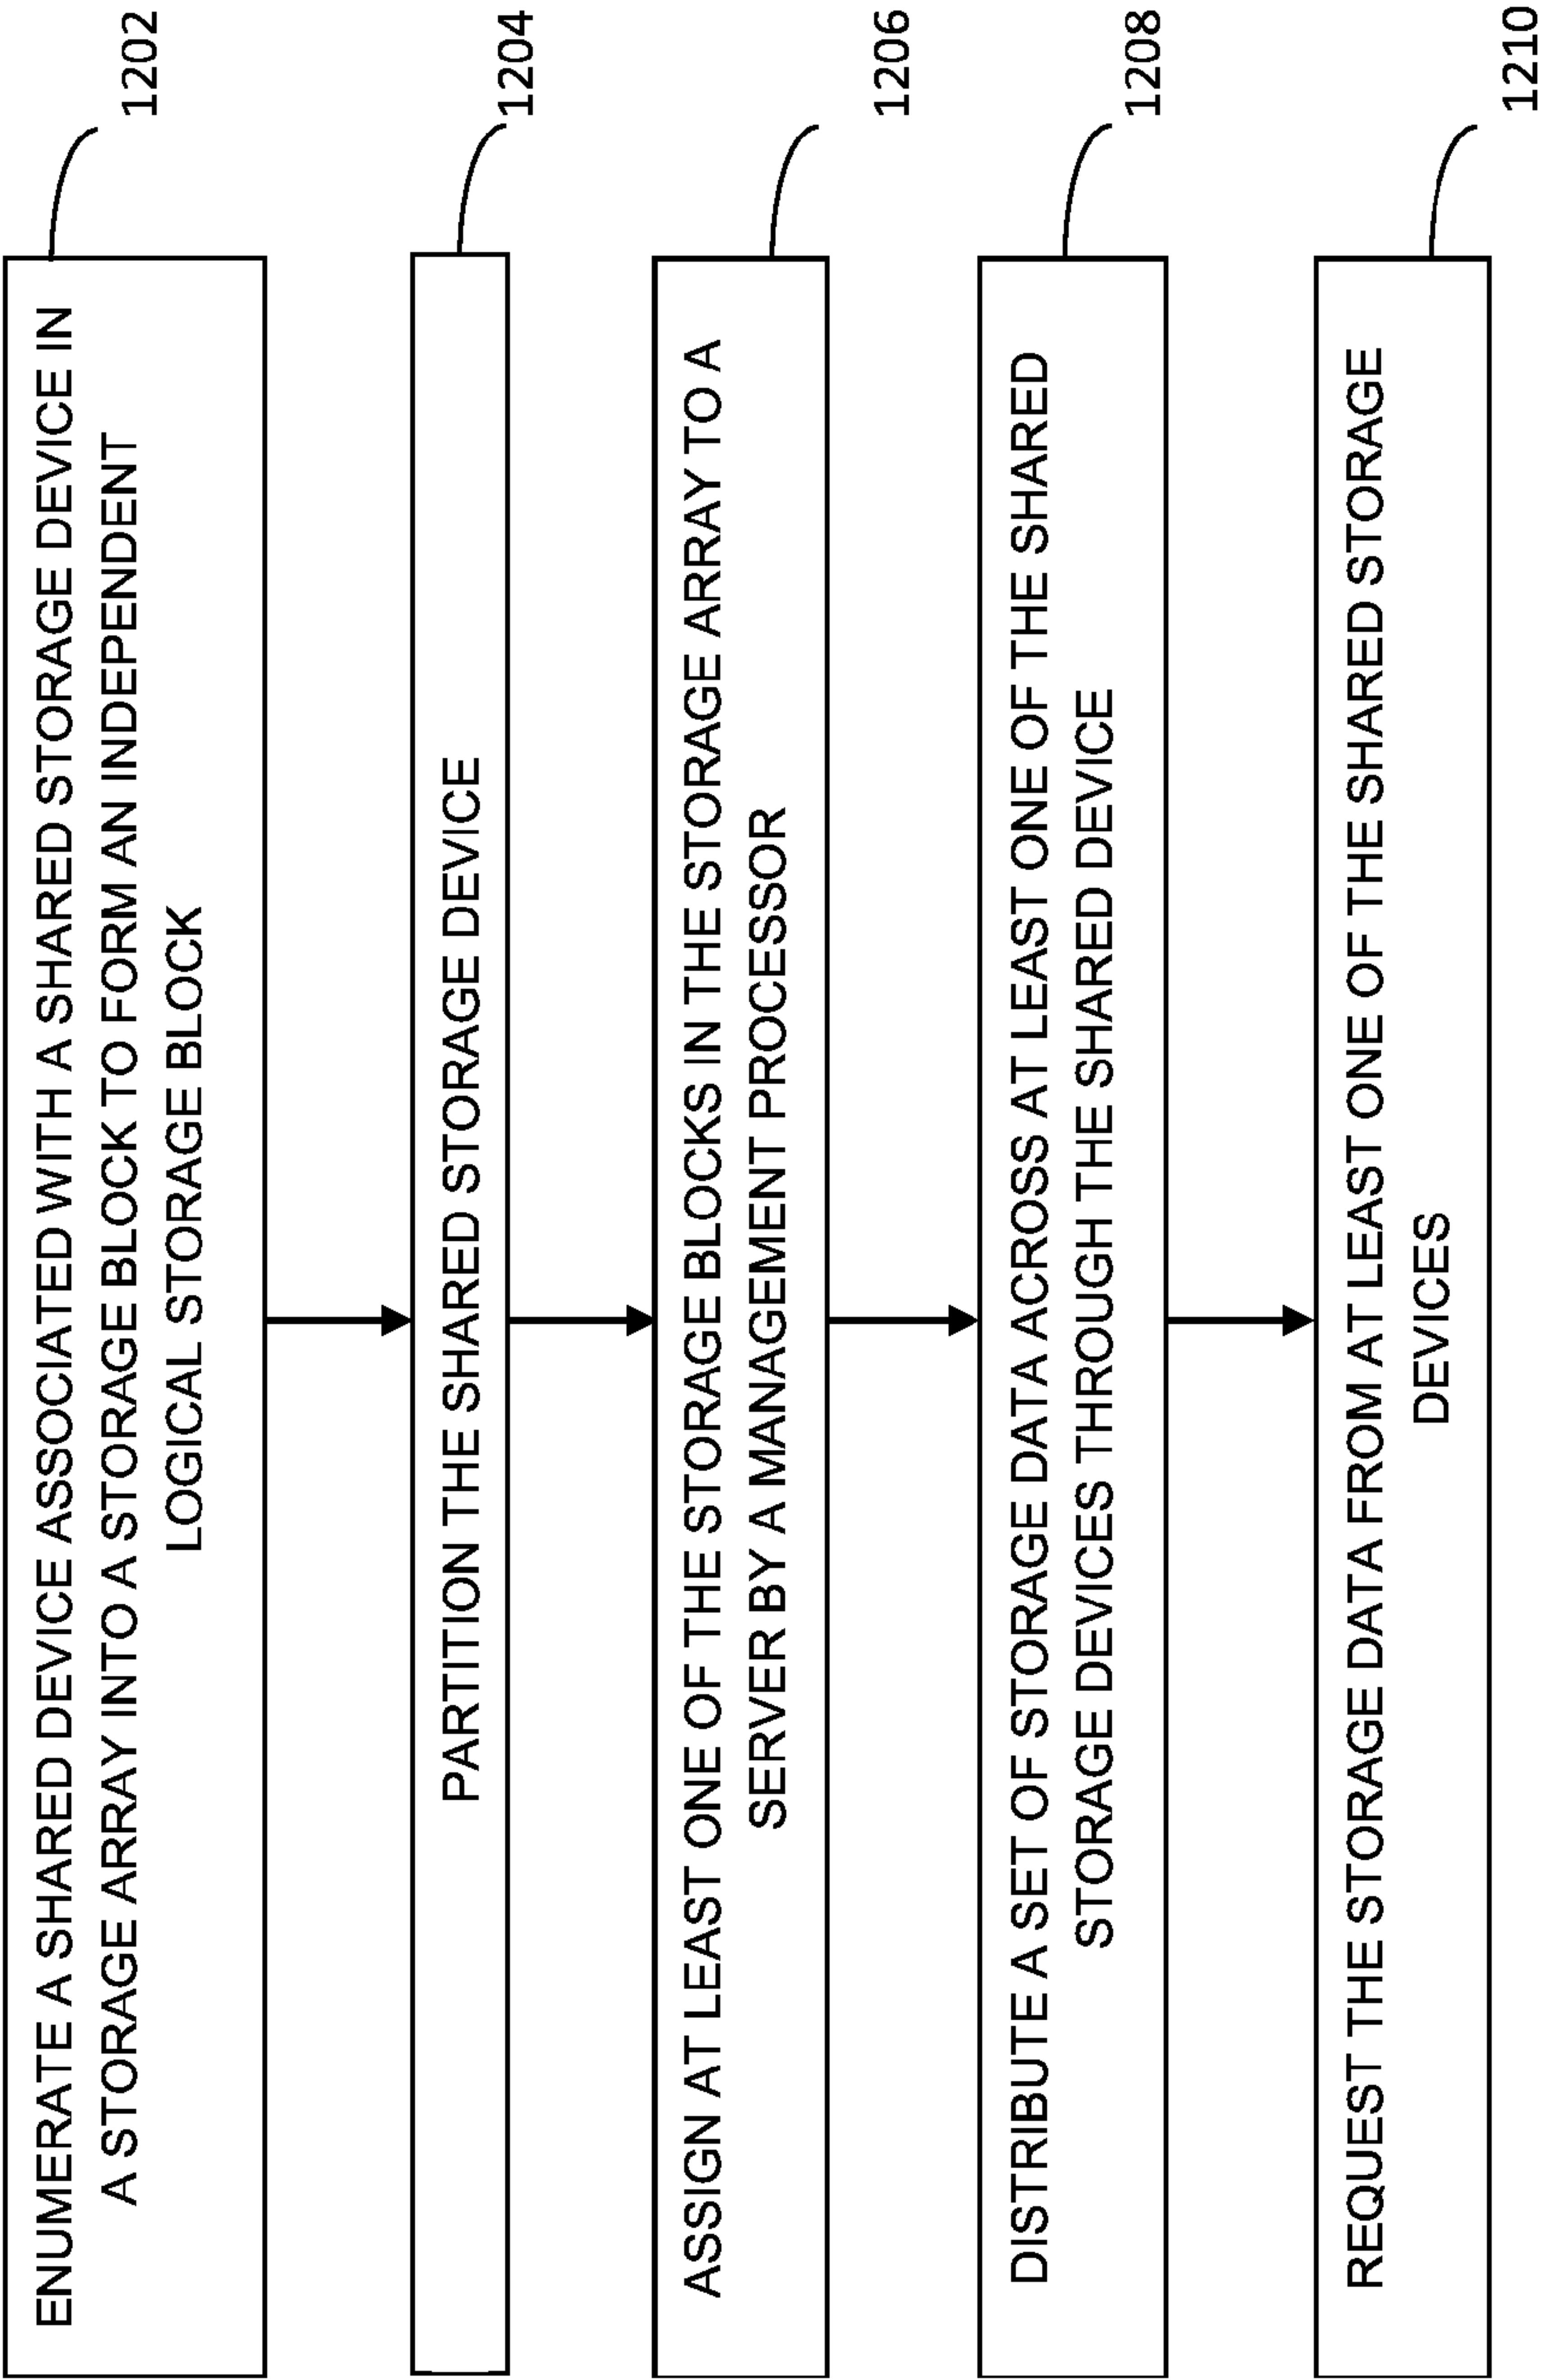 ENUMERATE A SHARED DEVICE ASSOCIATED WITH A SHARED STORAGE DEVICE IN
A STORAGE ARRAY INTO A STORAGE BLOCK TO FORM AN INDEPENDENT
LOGICAL STORAGE BLOCK
1202
PARTITION THE SHARED STORAGE DEVICE
1204
ASSIGN AT LEAST ONE OF THE STORAGE BLOCKS IN THE STORAGE ARRAY TO A
SERVER BY A MANAGEMENT PROCESSOR
1206
DISTRIBUTE A SET OF STORAGE DATA ACROSS AT LEAST ONE OF THE SHARED
STORAGE DEVICES THROUGH THE SHARED DEVICE
1208
REQUEST THE STORAGE DATA FROM AT LEAST ONE OF THE SHARED STORAGE
DEVICES
1210